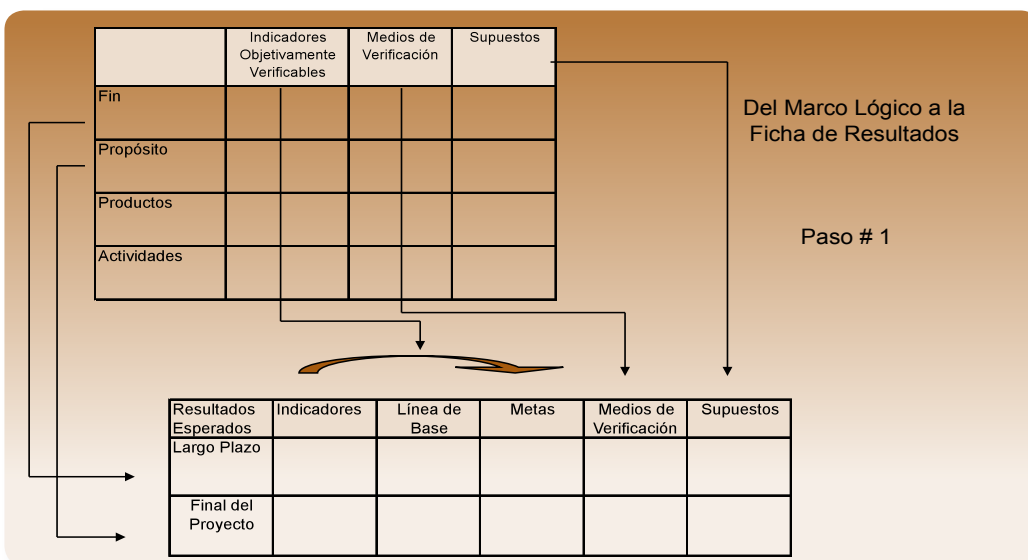 Indicadores
Objetivamente
Verificables
Medios de
Verificación
Supuestos
Fin
Propósito
Productos
Actividades
Del Marco Lógico a la
Ficha de Resultados
Paso # 1
Resultados
Esperados
Indicadores
Línea de
Base
Metas
Medios de
Verificación
Supuestos
Largo Plazo
Final del
Proyecto